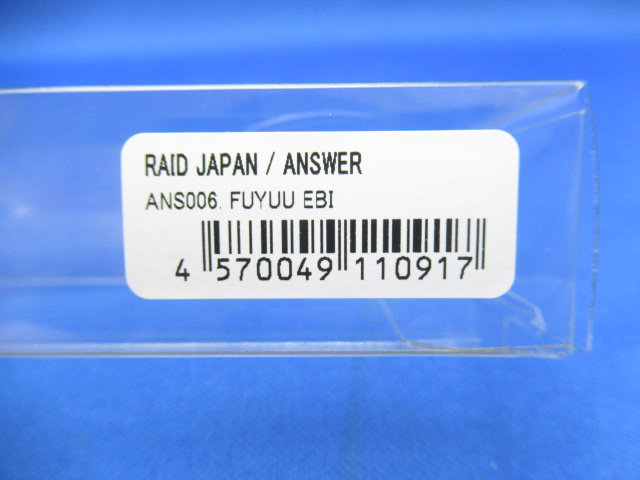 RAID JAPAN / ANSWER
ANS006. FUYUU EBI
4 570049 110917